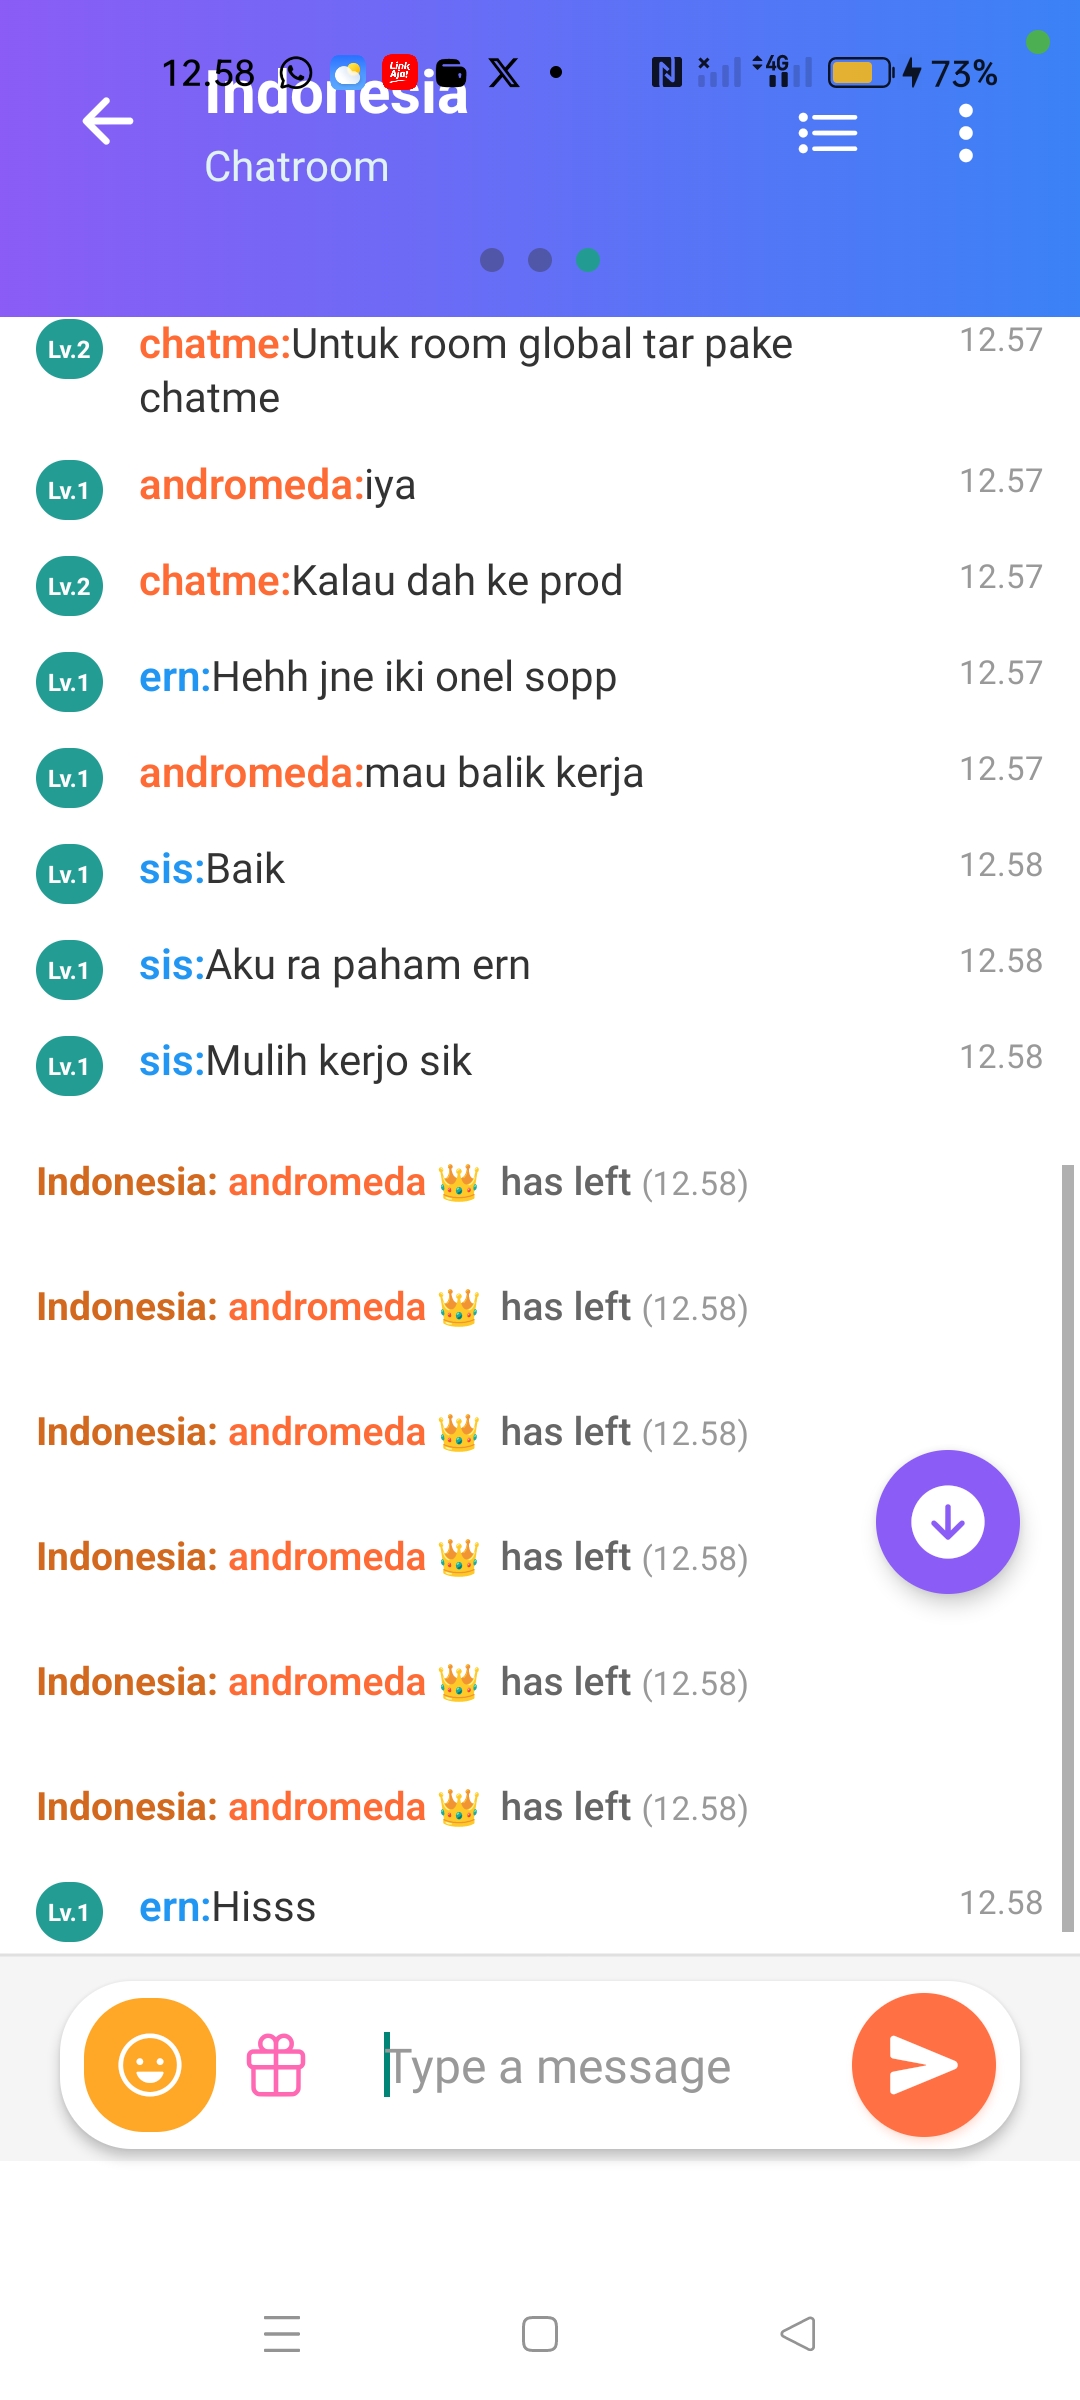 12.58
Link Aja!
4G
73%
Indonesia
Chatroom
Lv.2 chatme:Untuk room global tar pake 12.57
chatme
Lv.1 andromeda:iya 12.57
Lv.2 chatme:Kalau dah ke prod 12.57
Lv.1 ern:Hehh jne iki onel sopp 12.57
Lv.1 andromeda:mau balik kerja 12.57
Lv.1 sis:Baik 12.58
Lv.1 sis:Aku ra paham ern 12.58
Lv.1 sis:Mulih kerjo sik 12.58
Indonesia: andromeda 👑 has left (12.58)
Indonesia: andromeda 👑 has left (12.58)
Indonesia: andromeda 👑 has left (12.58)
Indonesia: andromeda 👑 has left (12.58)
Indonesia: andromeda 👑 has left (12.58)
Indonesia: andromeda 👑 has left (12.58)
Lv.1 ern:Hisss 12.58
Type a message